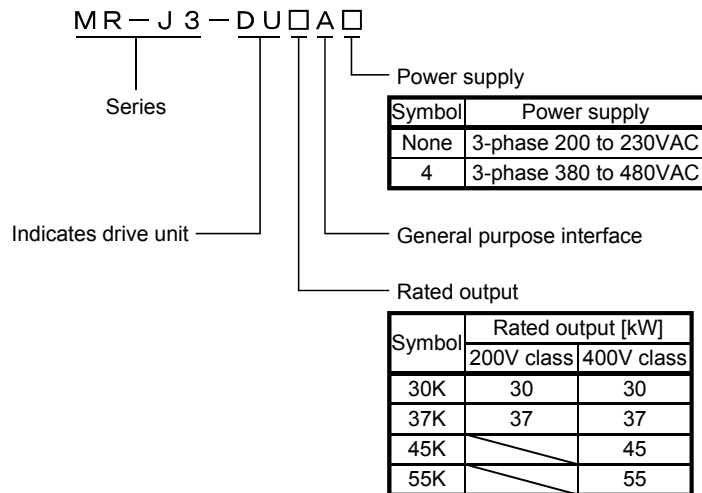 MR-J3-DU□A□
Power supply
Symbol Power supply
None 3-phase 200 to 230VAC
4 3-phase 380 to 480VAC
Series
Indicates drive unit
General purpose interface
Rated output
Symbol Rated output [kW]
200V class 400V class
30K 30 30
37K 37 37
45K 45
55K 55